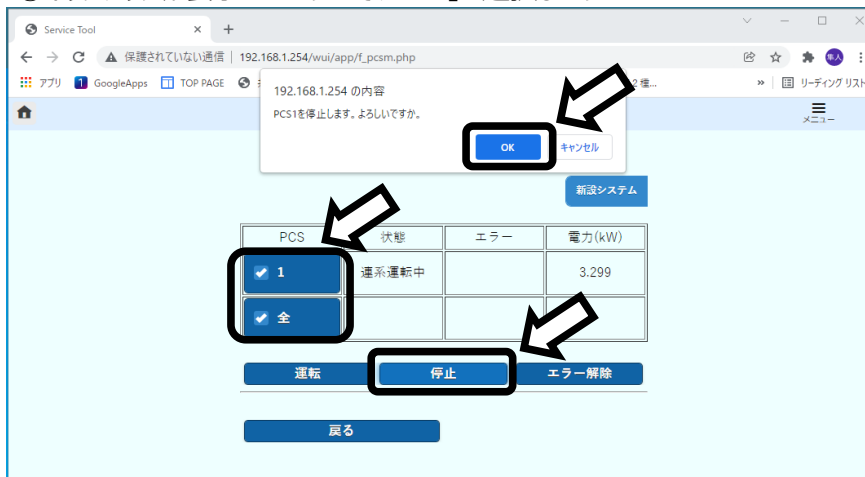 Service Tool
保護されていない通信 192.168.1.254/wui/app/f_pcsm.php
アプリ GoogleApps TOP PAGE 2 種... » リーディング リスト
192.168.1.254 の内容
PCS1を停止します。よろしいですか。
OK キャンセル
メニュー
新設システム
PCS 状態 エラー 電力(kW)
1 連系運転中 3.299
全
運転 停止 エラー解除
戻る